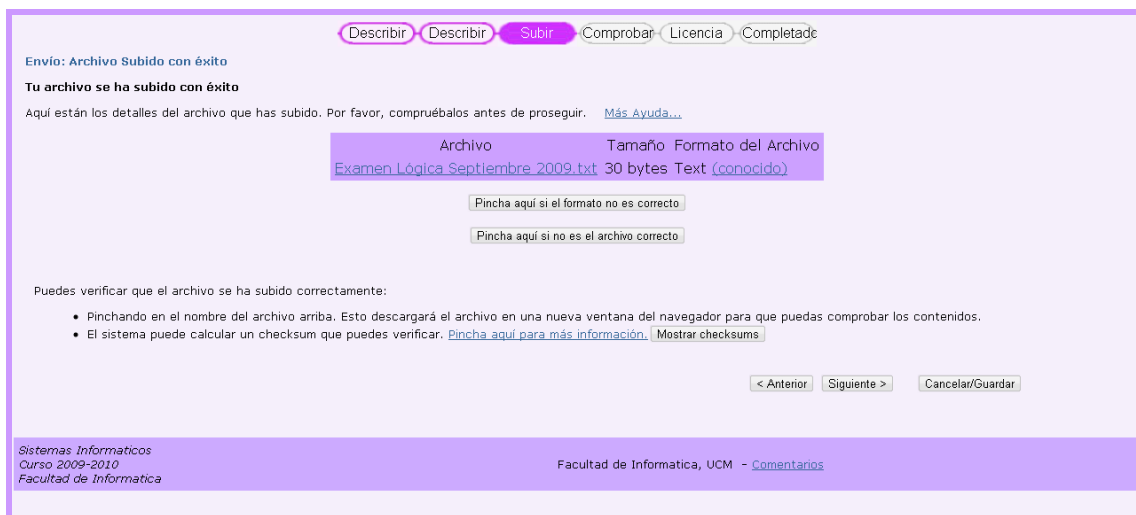 Describir Describir Subir Comprobar Licencia Completado
Envío: Archivo Subido con éxito
Tu archivo se ha subido con éxito
Aquí están los detalles del archivo que has subido. Por favor, compruébalos antes de proseguir. Más Ayuda...
Archivo Tamaño Formato del Archivo
Examen Lógica Septiembre 2009.txt 30 bytes Text (conocido)
Pincha aquí si el formato no es correcto
Pincha aquí si no es el archivo correcto
Puedes verificar que el archivo se ha subido correctamente:
• Pinchando en el nombre del archivo arriba. Esto descargará el archivo en una nueva ventana del navegador para que puedas comprobar los contenidos.
• El sistema puede calcular un checksum que puedes verificar. Pincha aquí para más información. Mostrar checksums
< Anterior Siguiente > Cancelar/Guardar
Sistemas Informaticos
Curso 2009-2010
Facultad de Informatica, UCM - Comentarios
Facultad de Informatica